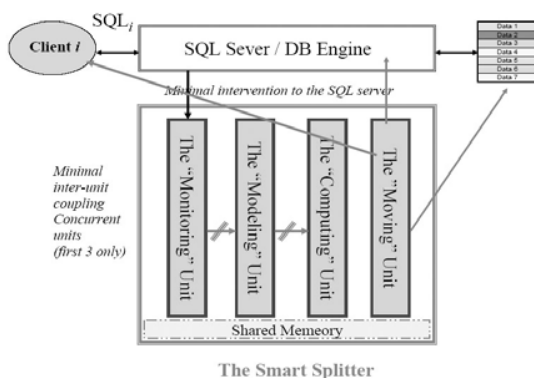 SQLi
Client i
SQL Sever / DB Engine
Data 1
Data 2
Data 3
Data 4
Data 5
Data 6
Data 7
Minimal intervention to the SQL server
Minimal
inter-unit
coupling
Concurrent
units
(first 3 only)
The "Monitoring" Unit
The "Modeling" Unit
The "Computing" Unit
The "Moving" Unit
Shared Memeory
The Smart Splitter